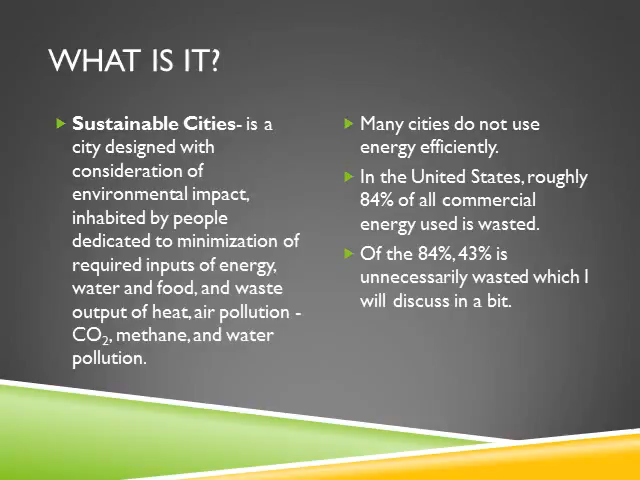 WHAT IS IT?
Sustainable Cities- is a
city designed with
consideration of
environmental impact,
inhabited by people
dedicated to minimization of
required inputs of energy,
water and food, and waste
output of heat, air pollution -
CO₂, methane, and water
pollution.
Many cities do not use
energy efficiently.
In the United States, roughly
84% of all commercial
energy used is wasted.
Of the 84%, 43% is
unnecessarily wasted which I
will discuss in a bit.